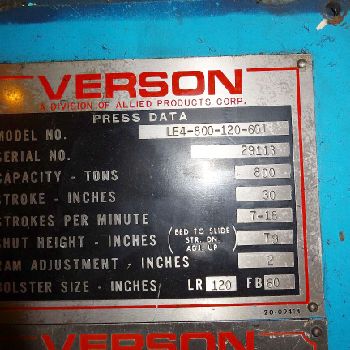 VERSON
A DIVISION OF ALLIED PRODUCTS CORP.
PRESS DATA
MODEL NO. LE4-800-120-60T
SERIAL NO. 29113
CAPACITY - TONS 800
STROKE - INCHES 30
STROKES PER MINUTE 7-18
SHUT HEIGHT - INCHES (BED TO SLIDE STR. DN. ADJ. UP)
RAM ADJUSTMENT - INCHES 2
BOLSTER SIZE - INCHES LR 120 FB 60
VERSON